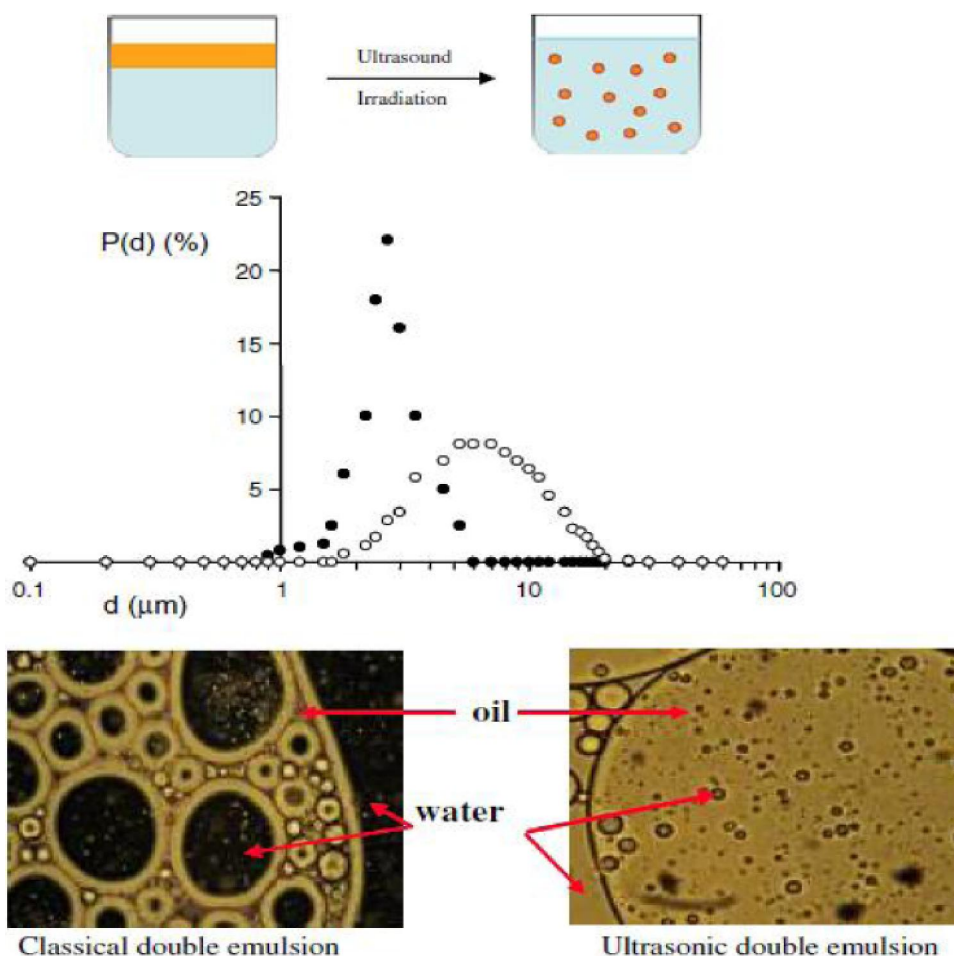 Ultrasound
Irradiation
25
P(d) (%)
20
15
10
5
0.1
1
10
100
d (μm)
oil
water
Classical double emulsion
Ultrasonic double emulsion